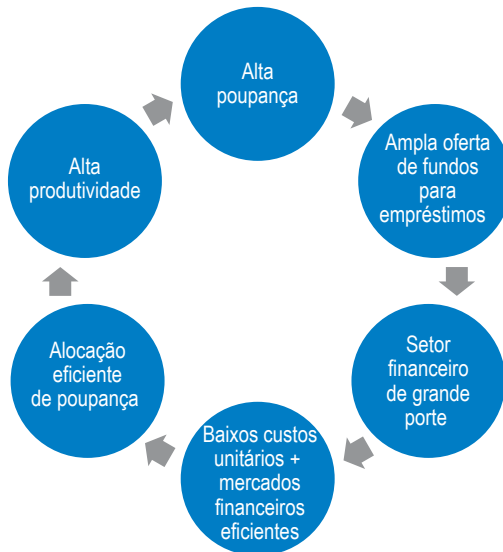 Alta
poupança
Ampla oferta
de fundos
para
empréstimos
Setor
financeiro
de grande
porte
Baixos custos
unitários +
mercados
financeiros
eficientes
Alocação
eficiente
de poupança
Alta
produtividade